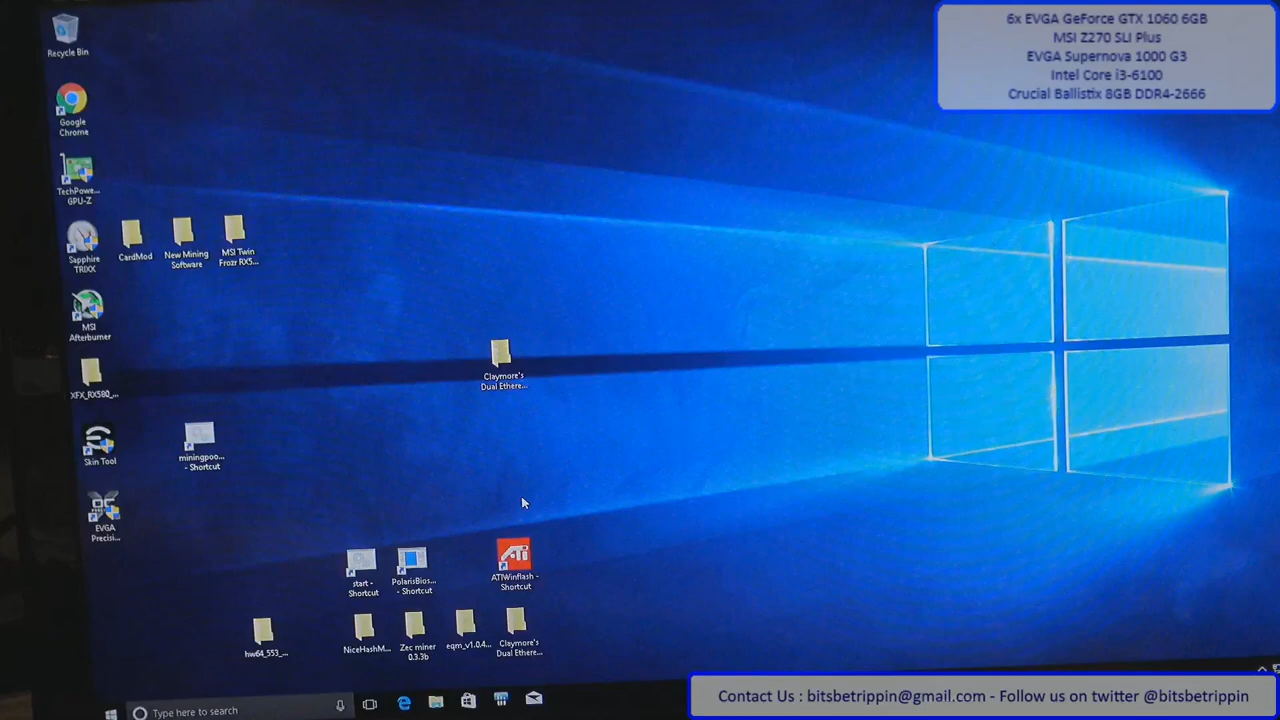 6x EVGA GeForce GTX 1060 6GB
MSI Z270 SLI Plus
EVGA Supernova 1000 G3
Intel Core i3-6100
Crucial Ballistix 8GB DDR4-2666
Recycle Bin
Google
Chrome
TechPowe...
GPU-Z
Sapphire
TRIXX
CardMod
New Mining
Software
MSI Twin
Frozr RX5...
MSI
Afterburner
XFX_RX580_...
Claymore's
Dual Ethere...
Skin Tool
miningpoo...
- Shortcut
EVGA
Precisi...
start -
Shortcut
PolarisBios...
- Shortcut
ATI
ATIWinflash -
Shortcut
hw64_553_...
NiceHashM...
Zec miner
0.3.3b
eqm_v1.0.4...
Claymore's
Dual Ethere...
Type here to search
Contact Us : bitsbetrippin@gmail.com - Follow us on twitter @bitsbetrippin